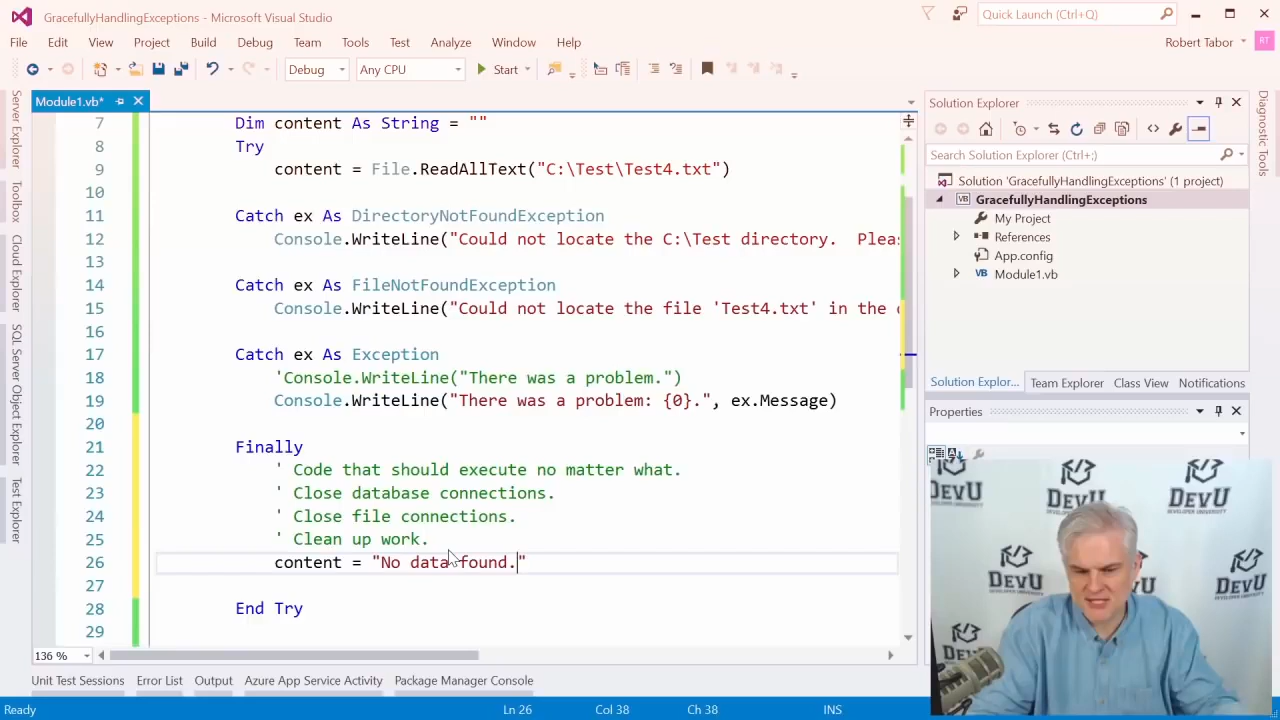 GracefullyHandlingExceptions - Microsoft Visual Studio
Quick Launch (Ctrl+Q)
File Edit View Project Build Debug Team Tools Test Analyze Window Help
Robert Tabor
RT
Debug
Any CPU
Start
Module1.vb*
Server Explorer
Toolbox
Cloud Explorer
SQL Server Object Explorer
Test Explorer
7 Dim content As String = ""
8 Try
9 content = File.ReadAllText("C:\Test\Test4.txt")
10
11 Catch ex As DirectoryNotFoundException
12 Console.WriteLine("Could not locate the C:\Test directory.  Plea
13
14 Catch ex As FileNotFoundException
15 Console.WriteLine("Could not locate the file 'Test4.txt' in the
16
17 Catch ex As Exception
18 'Console.WriteLine("There was a problem.")
19 Console.WriteLine("There was a problem: {0}.", ex.Message)
20
21 Finally
22 ' Code that should execute no matter what.
23 ' Close database connections.
24 ' Close file connections.
25 ' Clean up work.
26 content = "No data found."
27
28 End Try
29
136 %
Solution Explorer
Search Solution Explorer (Ctrl+;)
Solution 'GracefullyHandlingExceptions' (1 project)
VB GracefullyHandlingExceptions
My Project
References
App.config
VB Module1.vb
Solution Explor... Team Explorer Class View Notifications
Properties
Diagnostic Tools
DEVU
DEVELOPER UNIVERSITY
DEVU
DEVU
DEVU
DEVU
Unit Test Sessions Error List Output Azure App Service Activity Package Manager Console
Ready
Ln 26
Col 38
Ch 38
INS